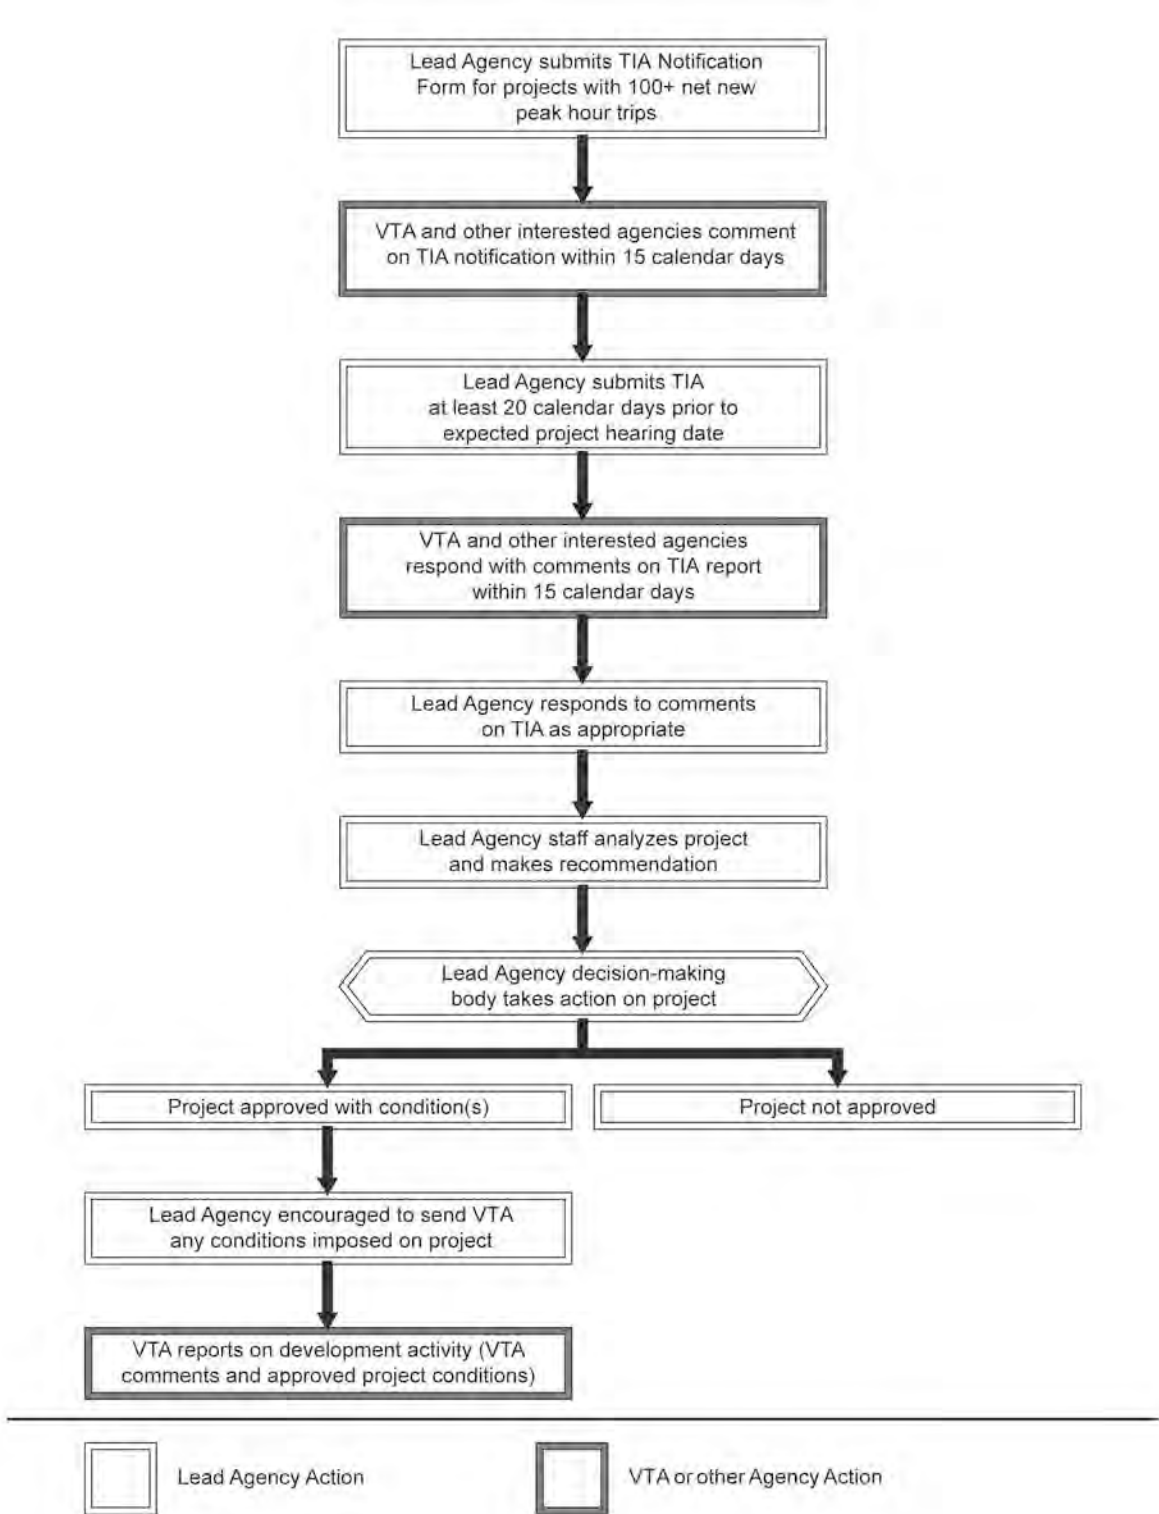 Lead Agency submits TIA Notification
Form for projects with 100+ net new
peak hour trips
VTA and other interested agencies comment
on TIA notification within 15 calendar days
Lead Agency submits TIA
at least 20 calendar days prior to
expected project hearing date
VTA and other interested agencies
respond with comments on TIA report
within 15 calendar days
Lead Agency responds to comments
on TIA as appropriate
Lead Agency staff analyzes project
and makes recommendation
Lead Agency decision-making
body takes action on project
Project approved with condition(s)
Project not approved
Lead Agency encouraged to send VTA
any conditions imposed on project
VTA reports on development activity (VTA
comments and approved project conditions)
Lead Agency Action
VTA or other Agency Action